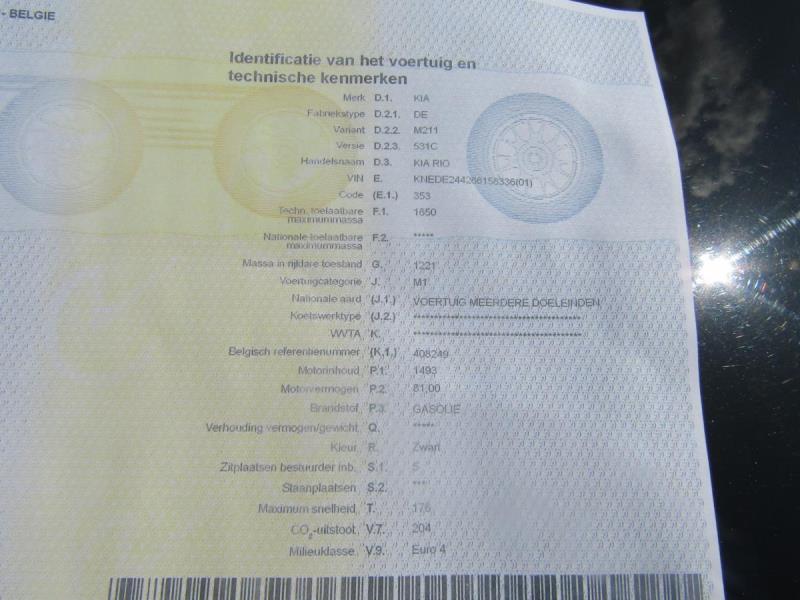 - BELGIE
Identificatie van het voertuig en
technische kenmerken
Merk D.1. KIA
Fabriekstype D.2.1. DE
Variant D.2.2. M211
Versie D.2.3. 531C
Handelsnaam D.3. KIA RIO
VIN E. KNEDE244266156336(01)
Code (E.1.) 353
Techn. toelaatbare F.1. 1650
maximummassa
Nationale toelaatbare F.2. *****
maximummassa
Massa in rijklare toestand G. 1221
Voertuigcategorie J. M1
Nationale aard (J.1.) VOERTUIG MEERDERE DOELEINDEN
Koetswerktype (J.2.)
WVTA K.
Belgisch referentienummer (K.1.) 408249
Motorinhoud P.1. 1493
Motorvermogen P.2. 81,00
Brandstof P.3. GASOLIE
Verhouding vermogen/gewicht Q. *****
Kleur R. Zwart
Zitplaatsen bestuurder inb. S.1. 5
Staanplaatsen S.2. ***
Maximum snelheid T. 176
CO2-uitstoot V.7. 204
Milieuklasse V.9. Euro 4